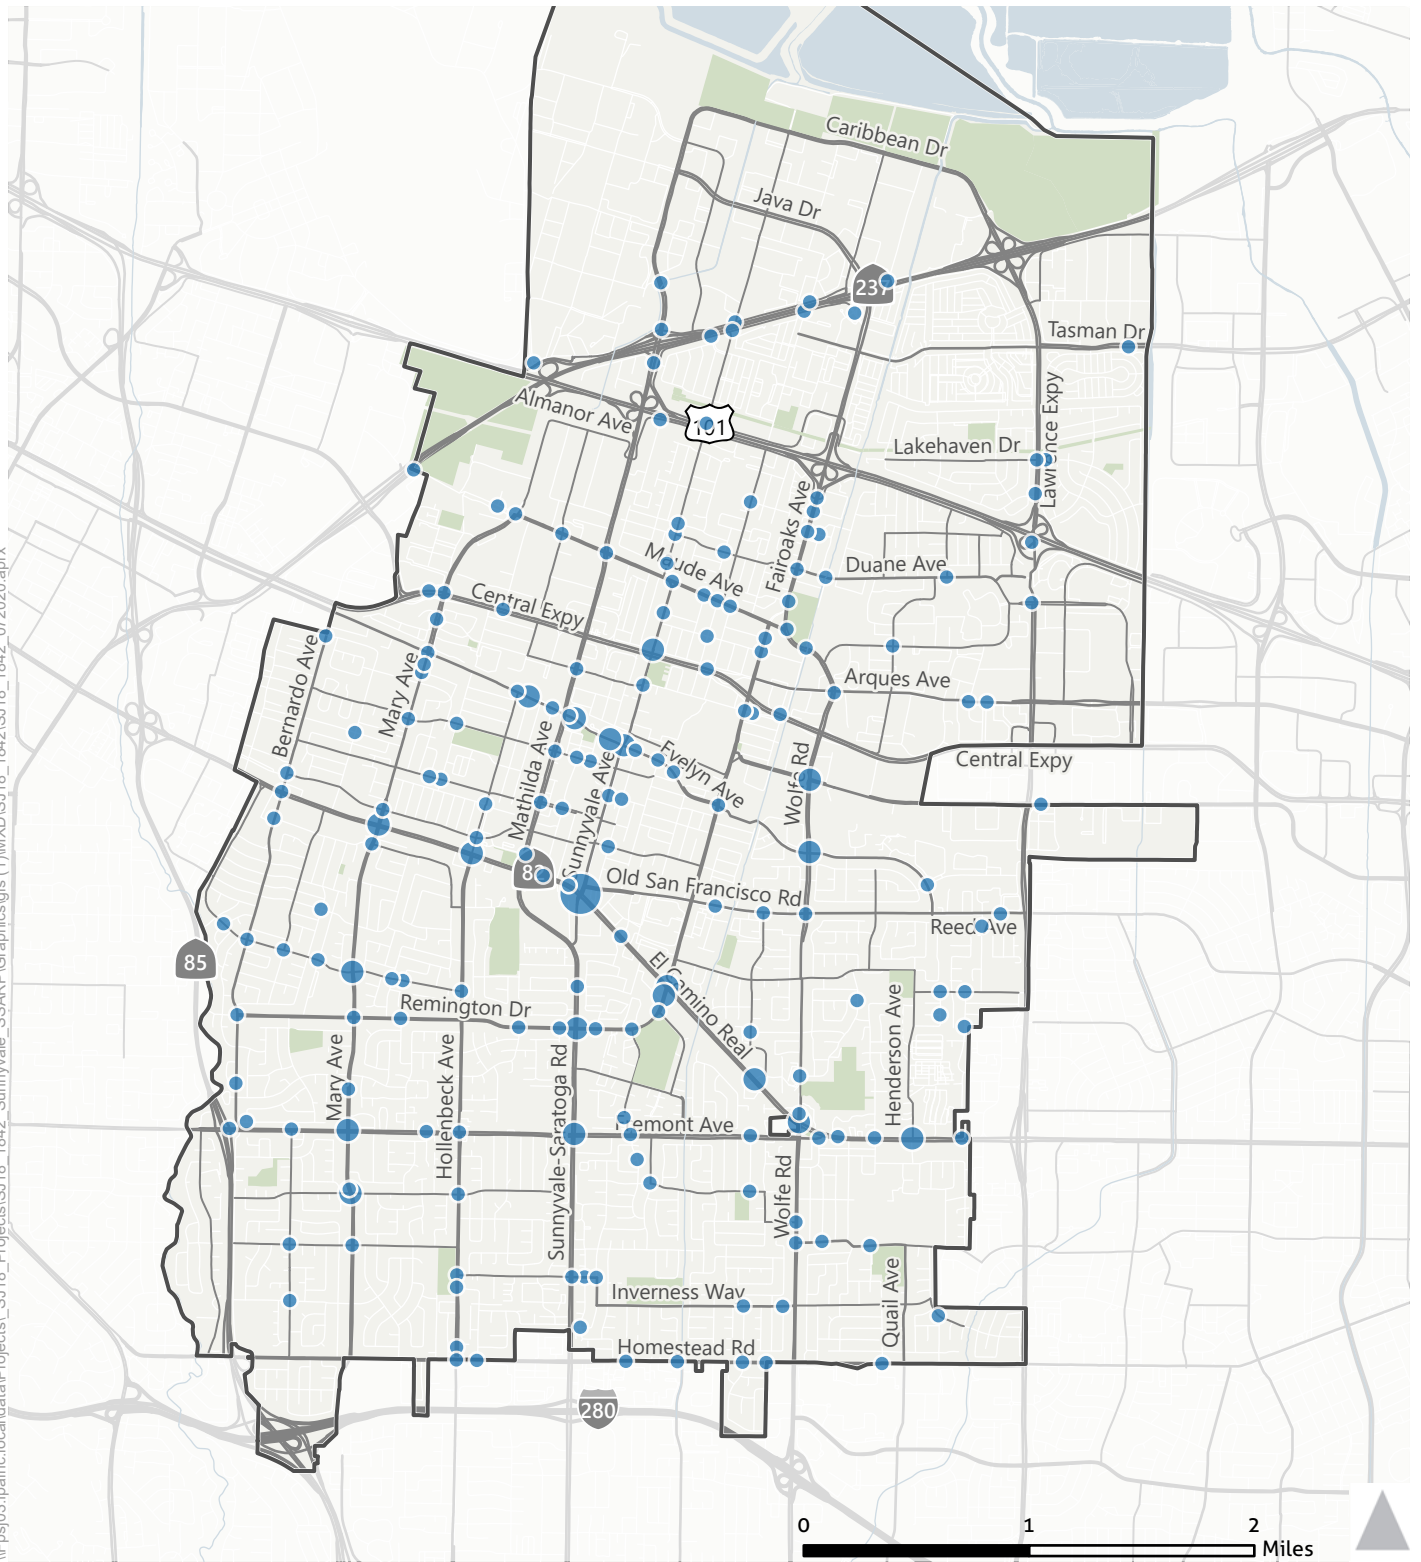 Caribbean Dr
Java Dr
237
Tasman Dr
Almanor Ave
101
Lakehaven Dr
Lawrence Expy
Fairoaks Ave
Maude Ave
Duane Ave
Central Expy
Bernardo Ave
Mary Ave
Arques Ave
Mathilda Ave
Evelyn Ave
Central Expy
Wolfe Rd
Sunnyvale Ave
Old San Francisco Rd
Reed Ave
85
El Camino Real
Remington Dr
Henderson Ave
Mary Ave
Hollenbeck Ave
Sunnyvale-Saratoga Rd
emont Ave
Wolfe Rd
Quail Ave
Inverness Way
Homestead Rd
280
0 1 2
Miles